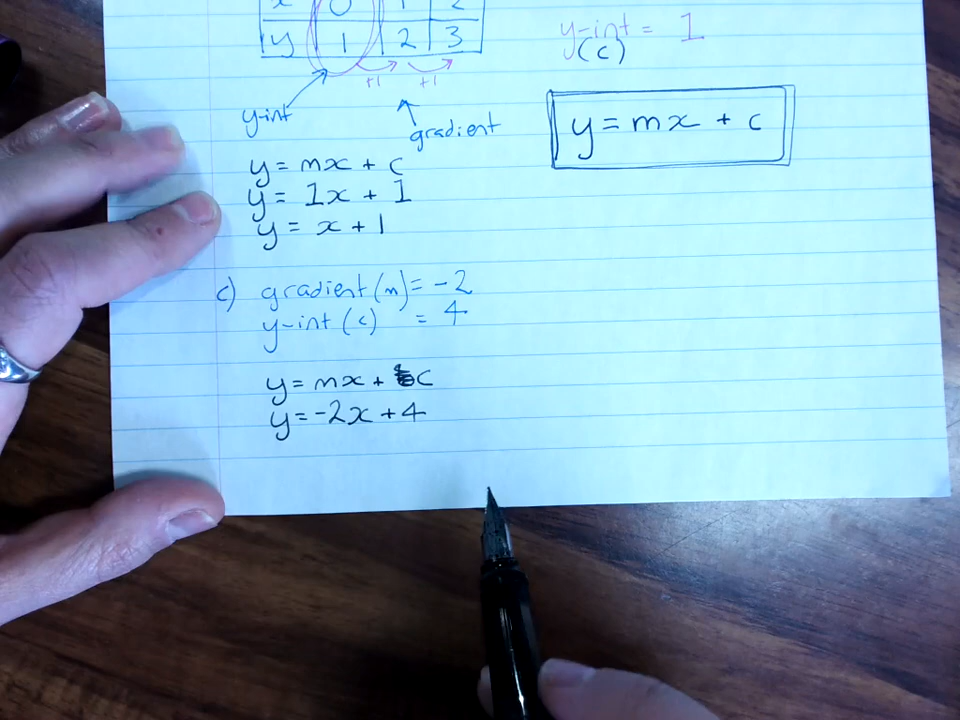 x 0 1 2
y 1 2 3
+1 +1
y-int
gradient
y-int = 1
(c)
y = mx + c
y = mx + c
y = 1x + 1
y = x + 1
c) gradient (m) = -2
y-int (c) = 4
y = mx + c
y = -2x + 4